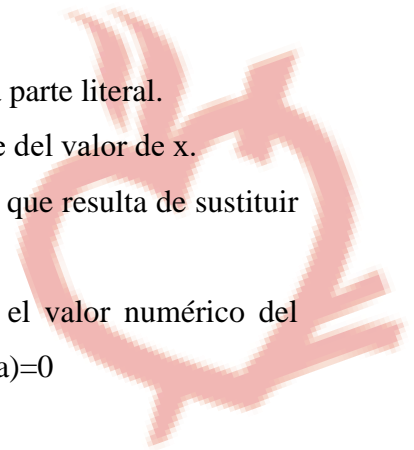 parte literal.
del valor de x.
que resulta de sustituir
el valor numérico del
a)=0